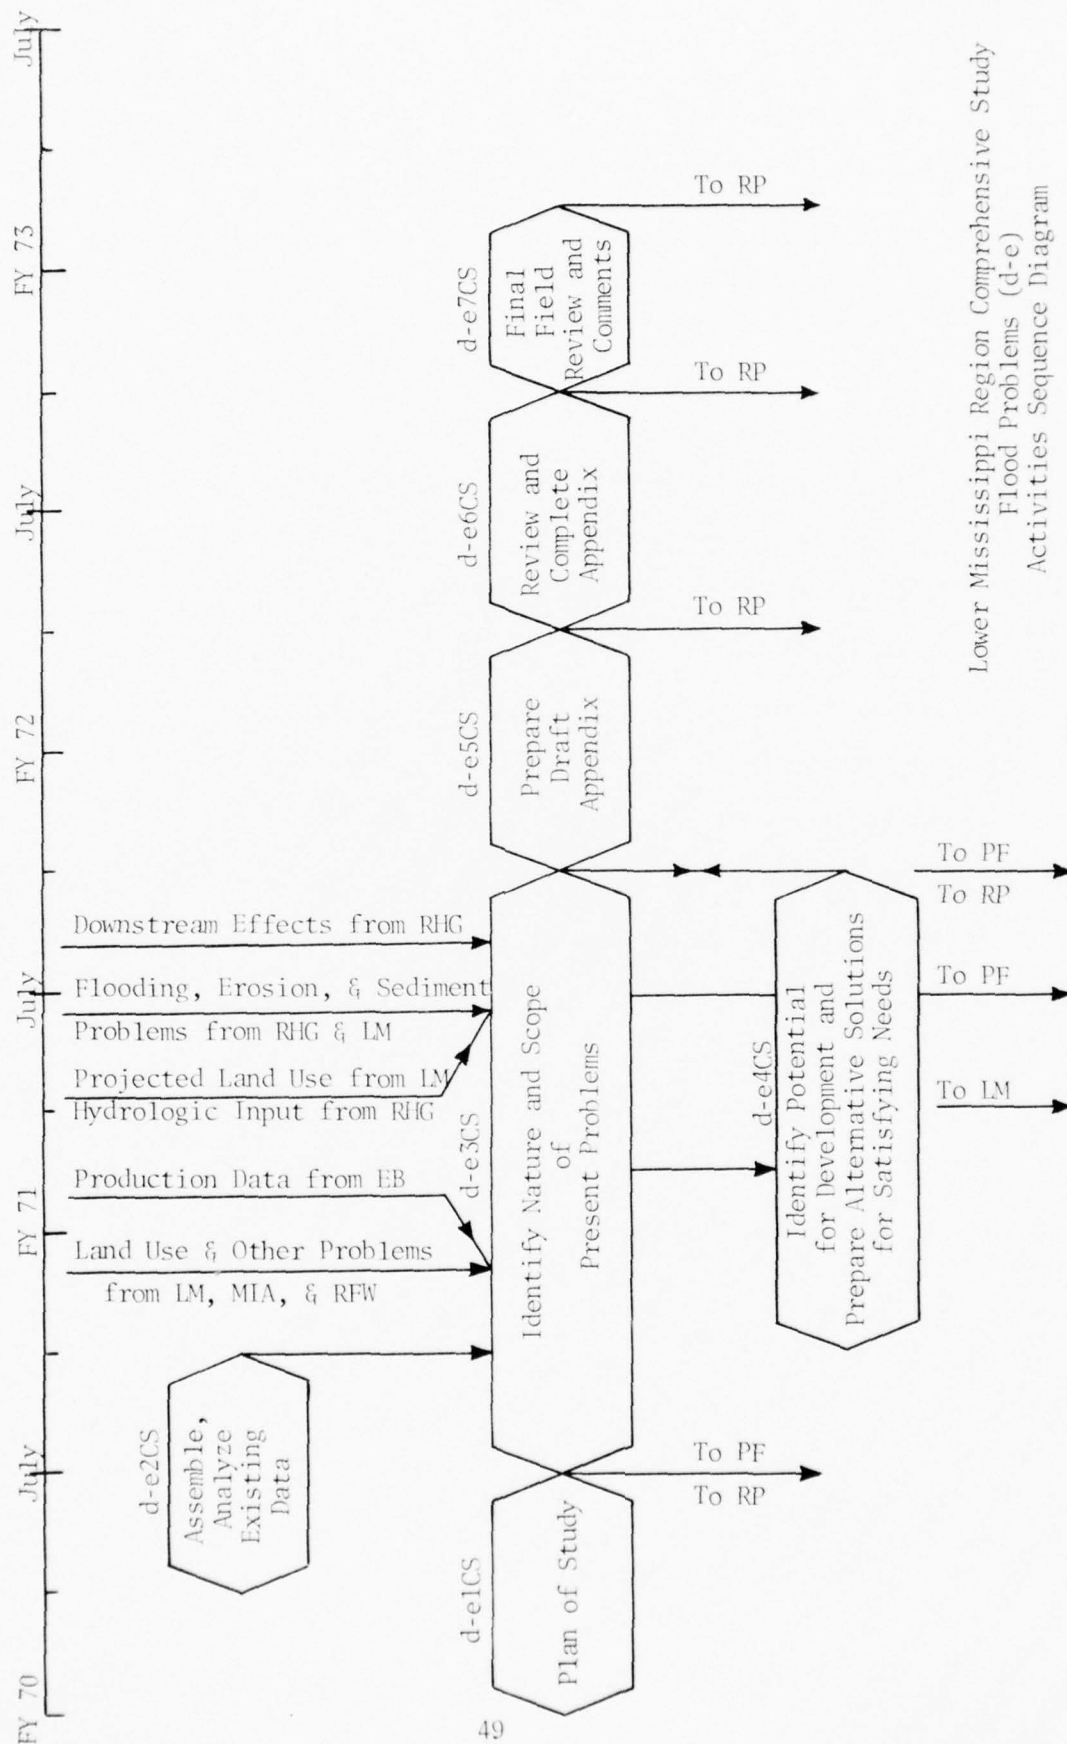 FY 70
July
FY 71
July
FY 72
July
FY 73
July
d-e2CS
Assemble,
Analyze
Existing
Data
Land Use & Other Problems
from LM, MIA, & RFW
Production Data from EB
Projected Land Use from LM
Hydrologic Input from RHG
Flooding, Erosion, & Sediment
Problems from RHG & LM
Downstream Effects from RHG
d-e1CS
Plan of Study
d-e3CS
Identify Nature and Scope
of
Present Problems
d-e5CS
Prepare
Draft
Appendix
d-e6CS
Review and
Complete
Appendix
d-e7CS
Final
Field
Review and
Comments
To PF
To RP
To RP
To RP
To RP
d-e4CS
Identify Potential
for Development and
Prepare Alternative Solutions
for Satisfying Needs
To LM
To PF
To PF
To RP
Lower Mississippi Region Comprehensive Study
Flood Problems (d-e)
Activities Sequence Diagram
49